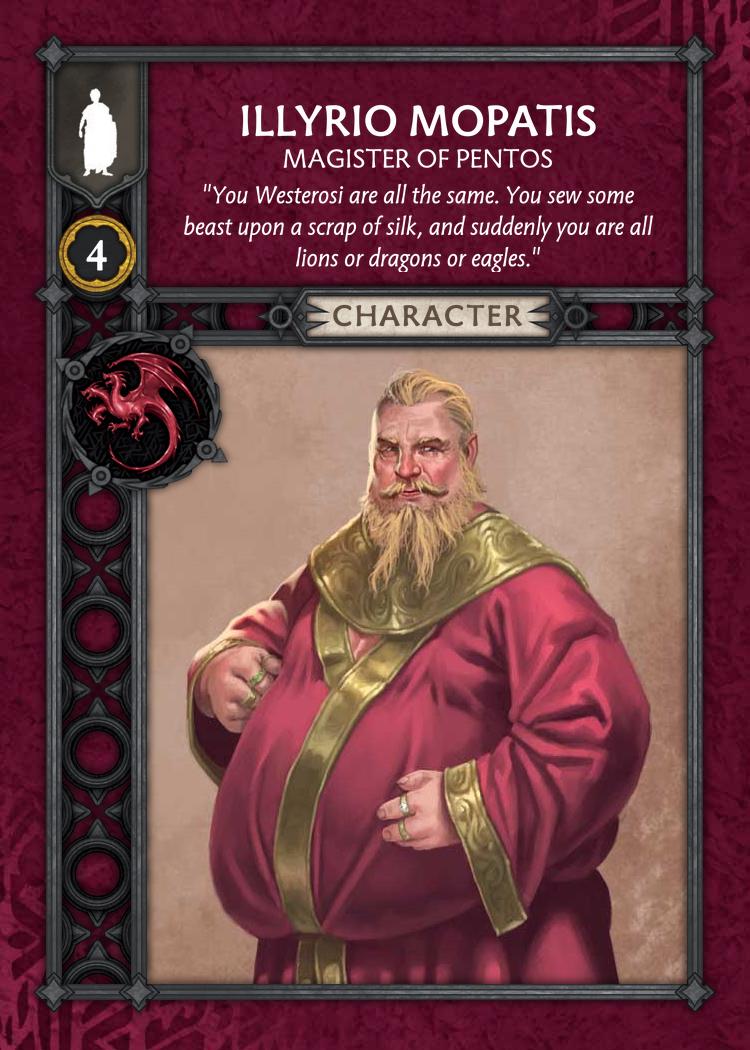 ILLYRIO MOPATIS
MAGISTER OF PENTOS
"You Westerosi are all the same. You sew some
beast upon a scrap of silk, and suddenly you are all
lions or dragons or eagles."
4
CHARACTER